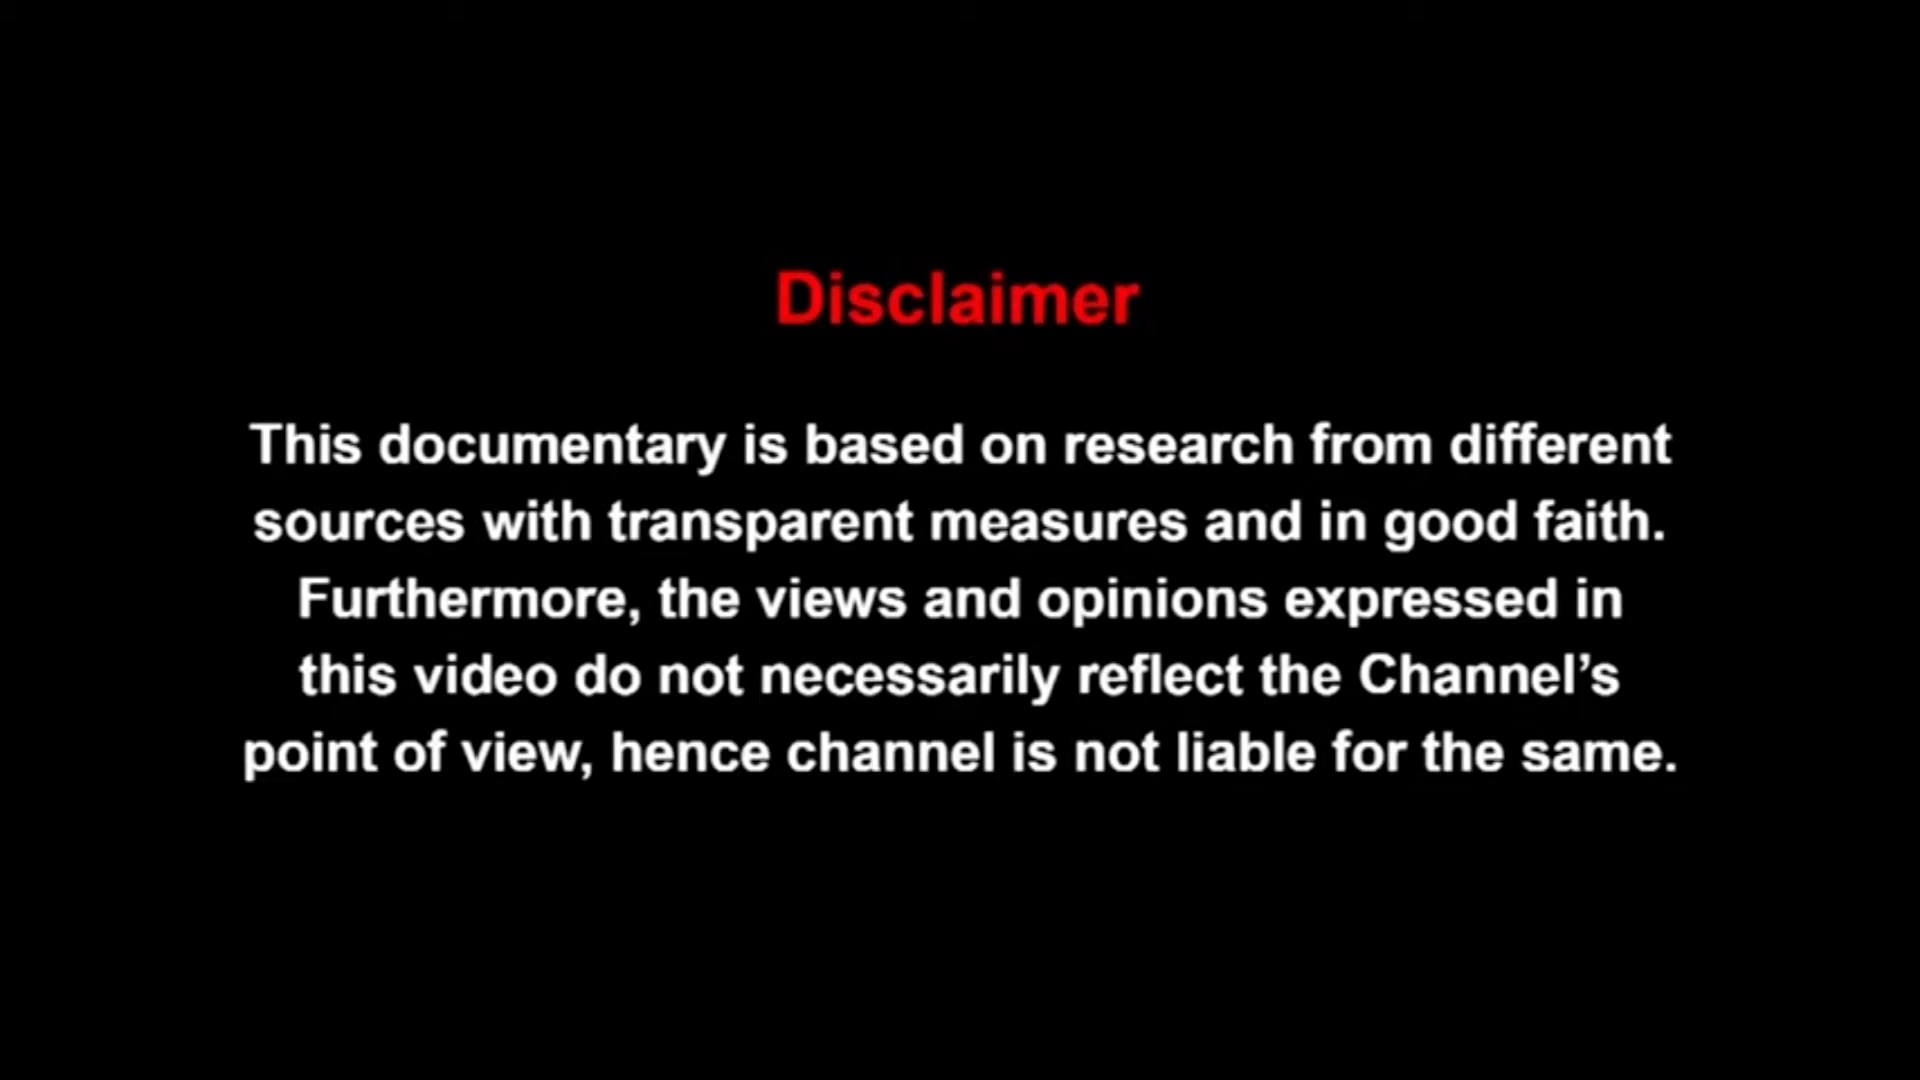 Disclaimer
This documentary is based on research from different
sources with transparent measures and in good faith.
Furthermore, the views and opinions expressed in
this video do not necessarily reflect the Channel’s
point of view, hence channel is not liable for the same.